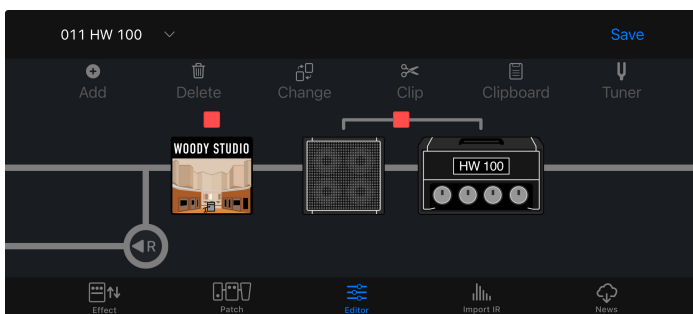 011 HW 100
Save
Add
Delete
Change
Clip
Clipboard
Tuner
WOODY STUDIO
HW 100
R
Effect
Patch
Editor
Import IR
News